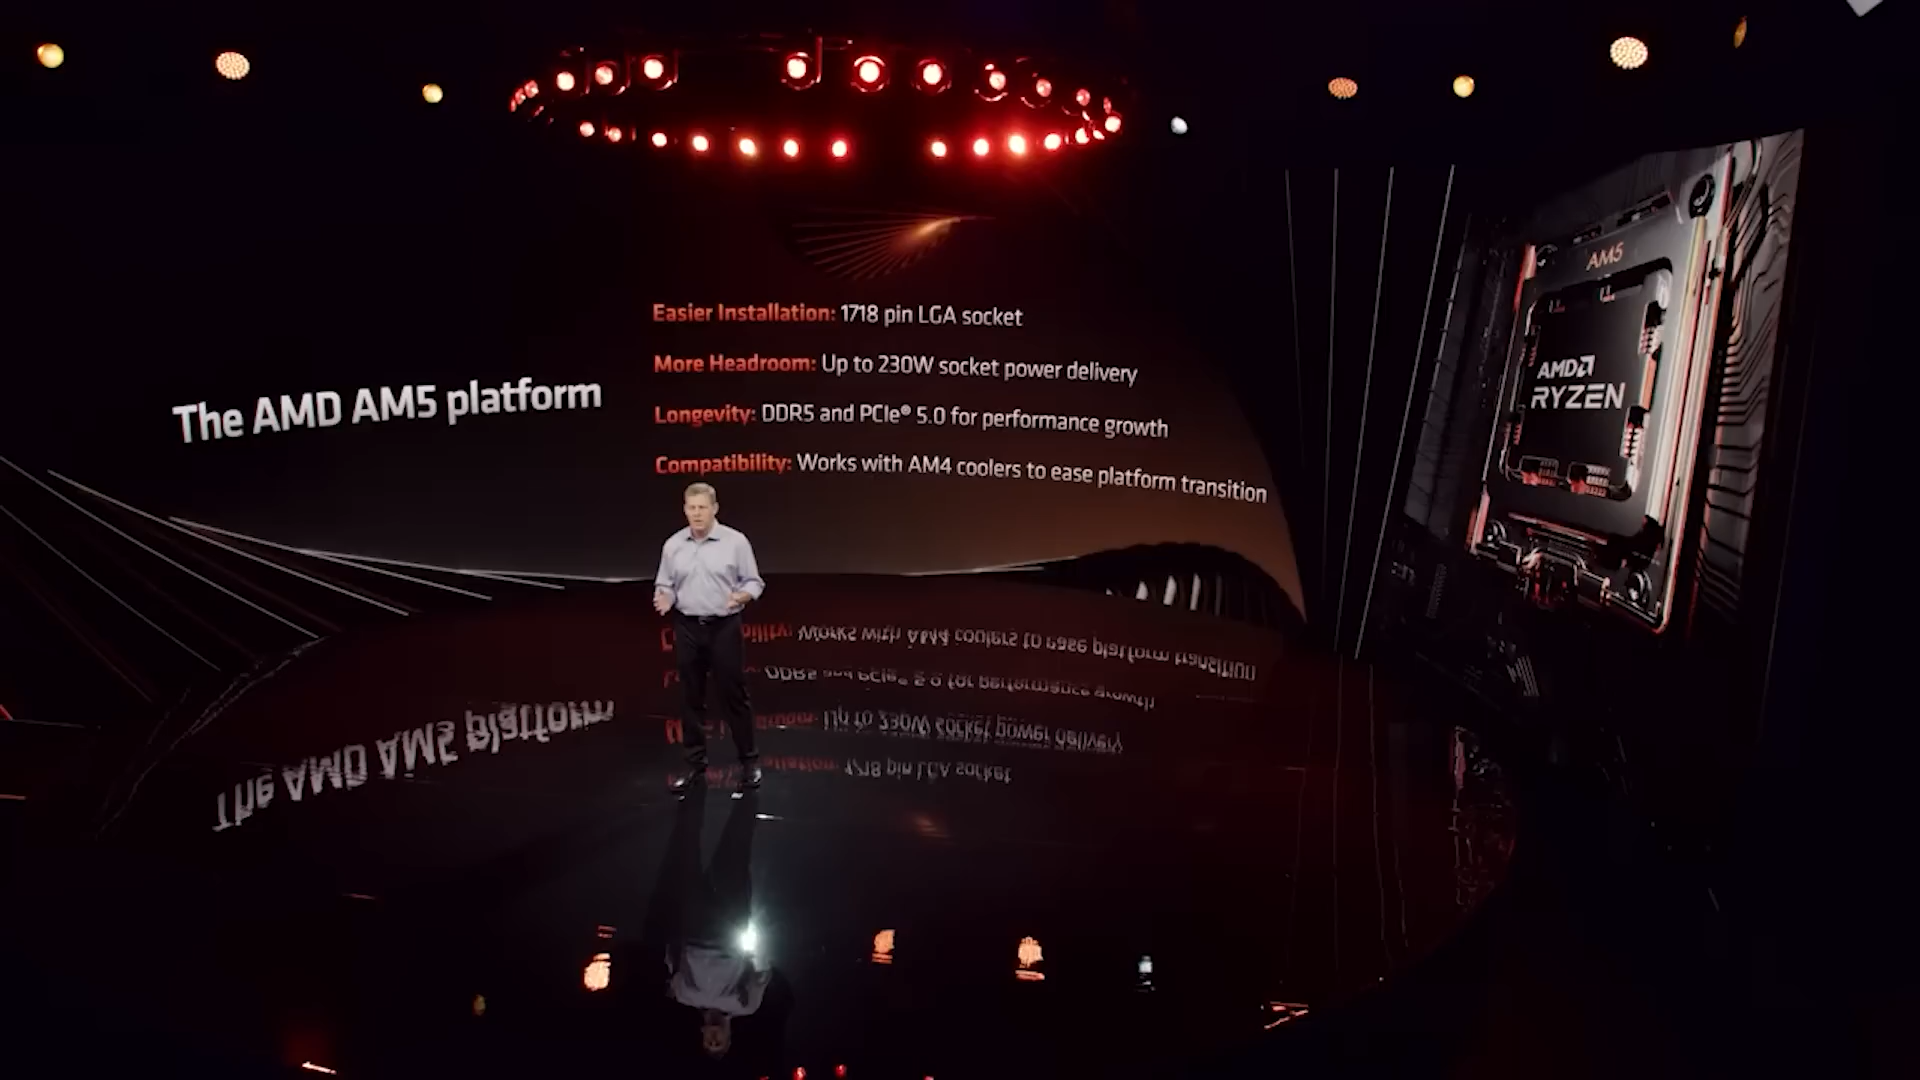 The AMD AM5 platform
Easier Installation: 1718 pin LGA socket
More Headroom: Up to 230W socket power delivery
Longevity: DDR5 and PCIe® 5.0 for performance growth
Compatibility: Works with AM4 coolers to ease platform transition
AM5
AMD
RYZEN